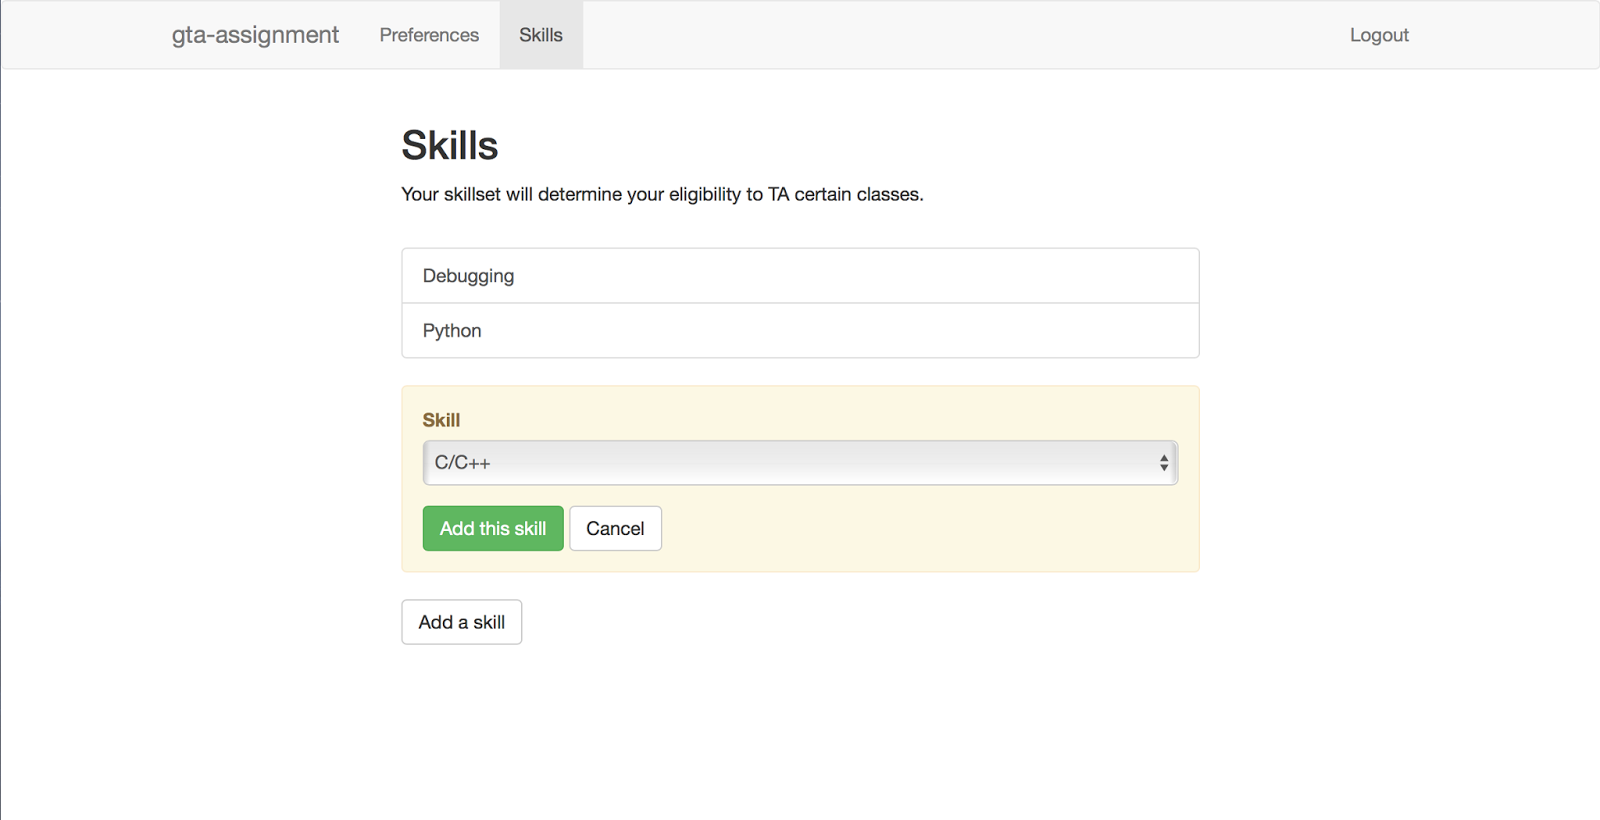 gta-assignment Preferences Skills Logout
Skills
Your skillset will determine your eligibility to TA certain classes.
Debugging
Python
Skill
C/C++
Add this skill Cancel
Add a skill